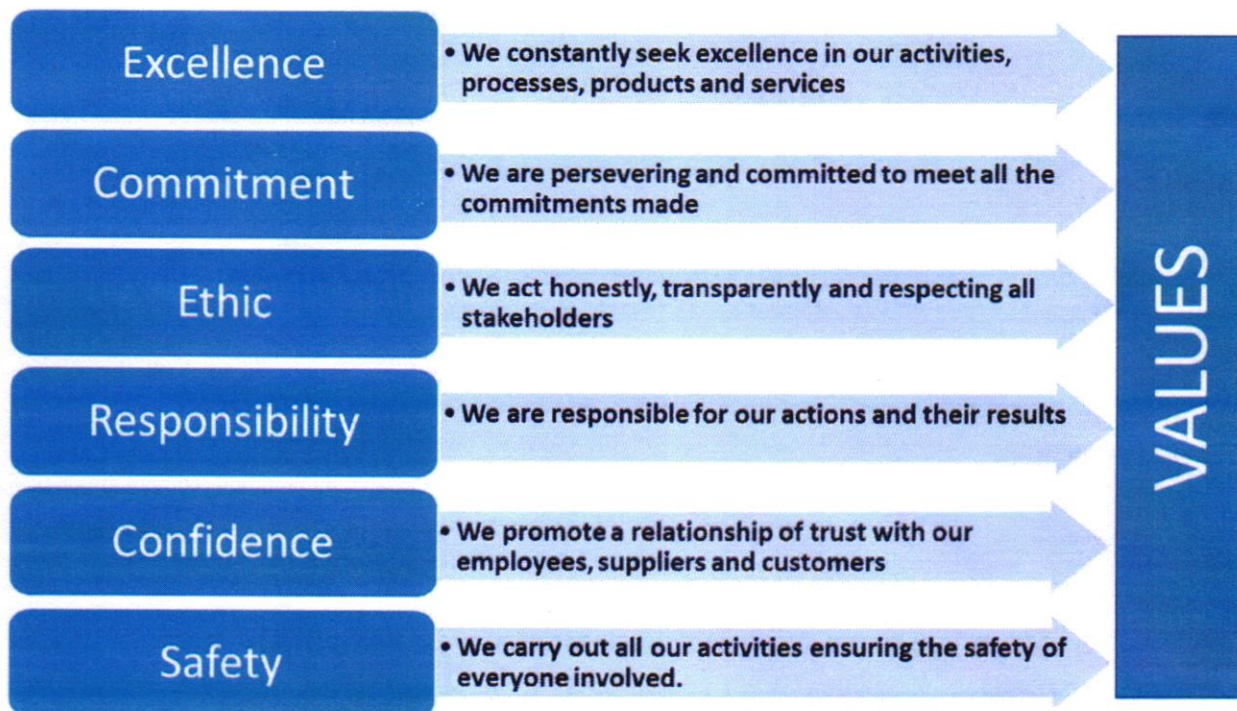 Excellence
• We constantly seek excellence in our activities,
processes, products and services
Commitment
• We are persevering and committed to meet all the
commitments made
Ethic
• We act honestly, transparently and respecting all
stakeholders
Responsibility
• We are responsible for our actions and their results
Confidence
• We promote a relationship of trust with our
employees, suppliers and customers
Safety
• We carry out all our activities ensuring the safety of
everyone involved.
VALUES